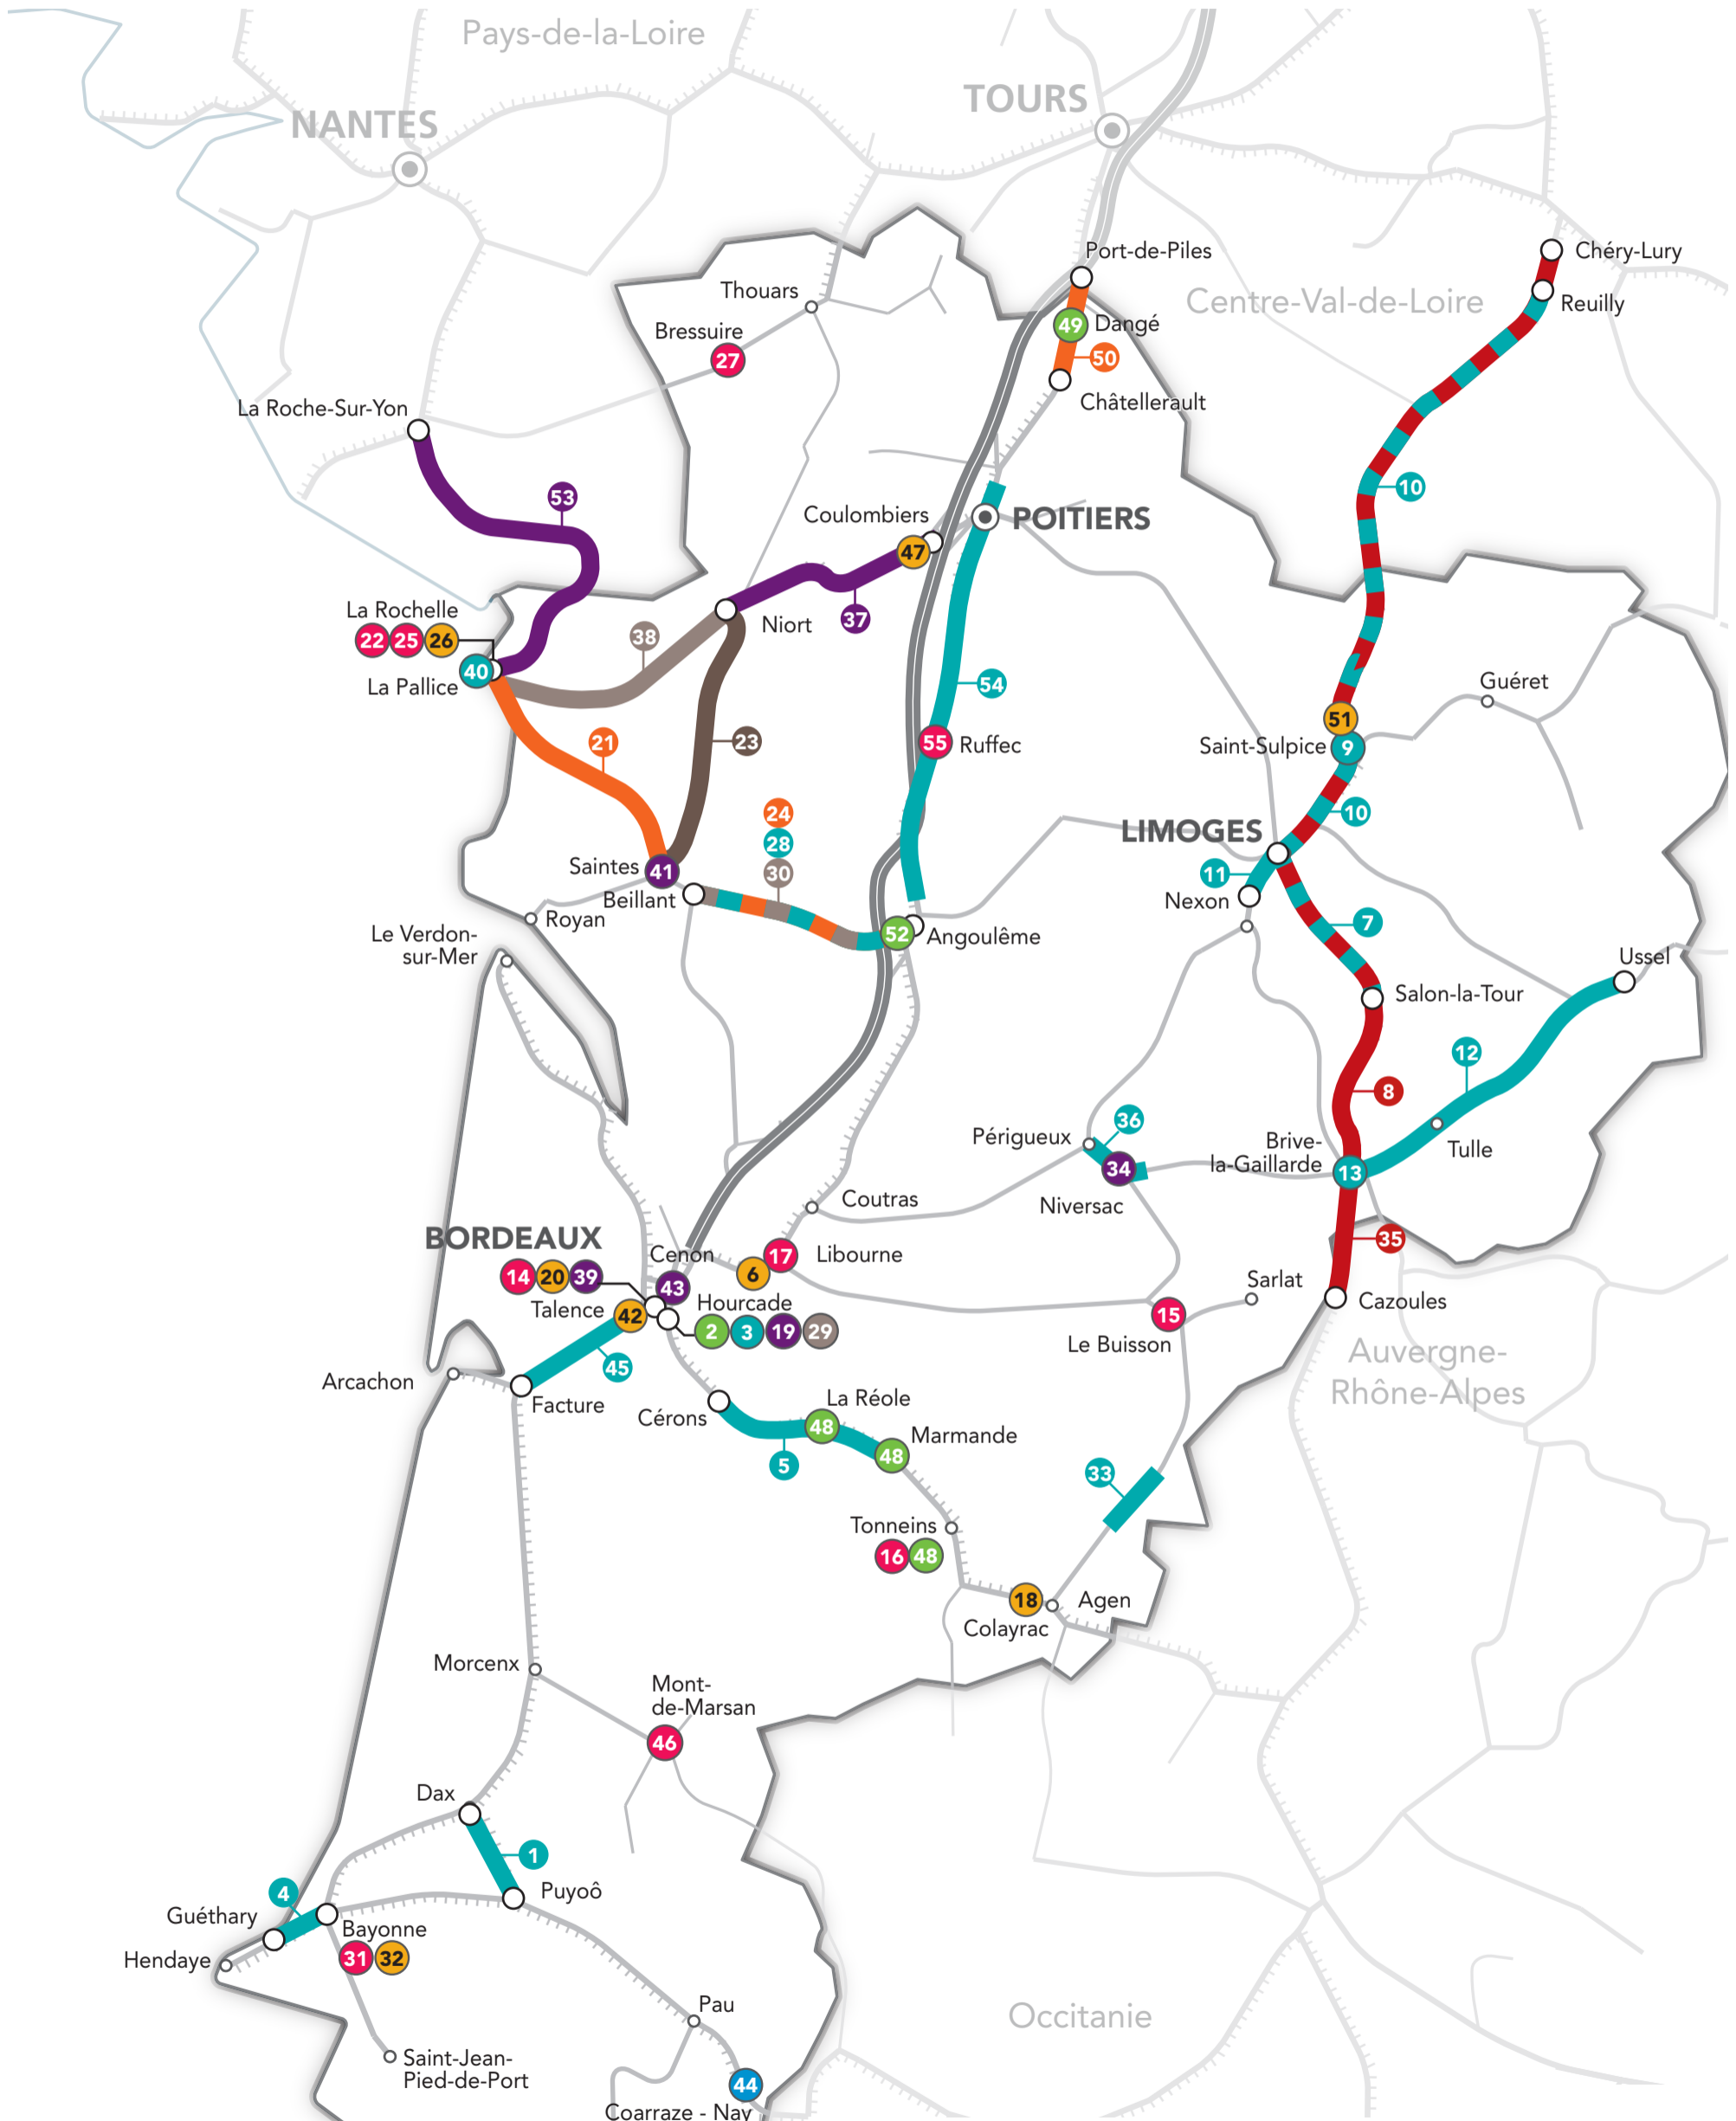 Pays-de-la-Loire
TOURS
NANTES
Port-de-Piles
Chéry-Lury
Centre-Val-de-Loire
Reuilly
Thouars
Bressuire
27
49 Dangé
50
Châtellerault
La Roche-Sur-Yon
53
10
Coulombiers
47
POITIERS
La Rochelle
22 25 26
40
La Pallice
38
Niort
37
54
Guéret
51
Saint-Sulpice 9
21
23
55 Ruffec
10
24
28
30
LIMOGES
11
Nexon
Saintes 41
Beillant
Royan
7
52 Angoulême
Le Verdon-
sur-Mer
Ussel
Salon-la-Tour
12
8
36
Périgueux
34
Niversac
Brive-
la-Gaillarde 13
Tulle
Coutras
35
BORDEAUX
Cenon
17 Libourne
6
14 20 39
43
Talence 42
Hourcade
2 3 19 29
Sarlat
15
Le Buisson
Cazoules
Auvergne-
Rhône-Alpes
45
Arcachon
Facture
Cérons
La Réole
48
Marmande
48
5
33
Tonneins
16 48
18
Colayrac
Agen
Morcenx
Mont-
de-Marsan
46
Dax
1
Puyoô
4
Guéthary
Bayonne
31 32
Hendaye
Pau
Occitanie
Saint-Jean-
Pied-de-Port
44
Coarraze - Nay